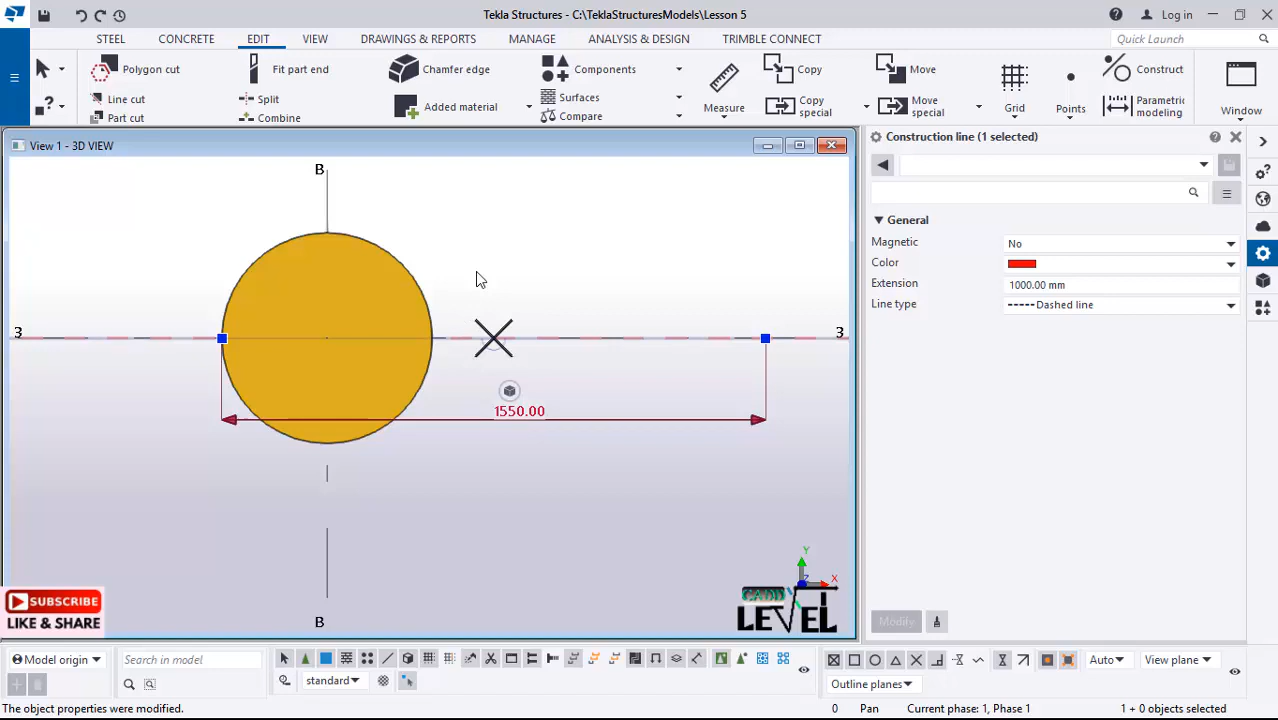 Tekla Structures - C:\TeklaStructuresModels\Lesson 5
Log in
STEEL CONCRETE EDIT VIEW DRAWINGS & REPORTS MANAGE ANALYSIS & DESIGN TRIMBLE CONNECT Quick Launch
Polygon cut
Line cut
Part cut
Fit part end
Split
Combine
Chamfer edge
Added material
Components
Surfaces
Compare
Measure
Copy
Copy special
Move
Move special
Grid
Points
Construct
Parametric modeling
Window
View 1 - 3D VIEW
B
3
3
1550.00
B
Y
X
Z
SUBSCRIBE
LIKE & SHARE
CADD
LEVEL
Construction line (1 selected)
General
Magnetic No
Color
Extension 1000.00 mm
Line type Dashed line
Modify
Model origin
Search in model
standard
Auto
View plane
Outline planes
The object properties were modified.
0 Pan Current phase: 1, Phase 1 1 + 0 objects selected